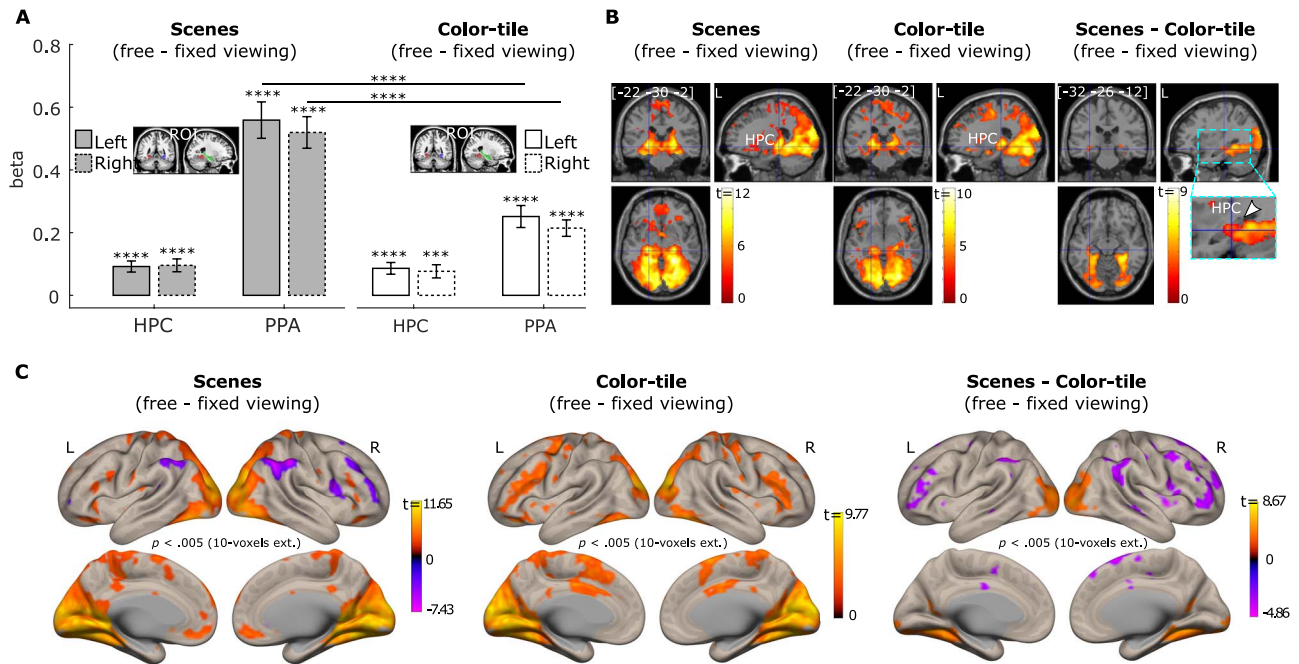 A
Scenes
(free - fixed viewing)
Color-tile
(free - fixed viewing)
beta
0.8
0.6
0.4
0.2
0
****
****
****
****
****
****
ROI
Left
Right
ROI
Left
Right
****
***
****
****
HPC
PPA
HPC
PPA
B
Scenes
(free - fixed viewing)
Color-tile
(free - fixed viewing)
Scenes - Color-tile
(free - fixed viewing)
[-22 -30 -2]
L
HPC
[-22 -30 -2]
L
HPC
[-32 -26 -12]
L
t=12
6
0
t=10
5
0
t=9
0
HPC
C
Scenes
(free - fixed viewing)
Color-tile
(free - fixed viewing)
Scenes - Color-tile
(free - fixed viewing)
L
R
L
R
L
R
t=11.65
0
-7.43
t=9.77
0
t=8.67
0
-4.86
p < .005 (10-voxels ext.)
p < .005 (10-voxels ext.)
p < .005 (10-voxels ext.)